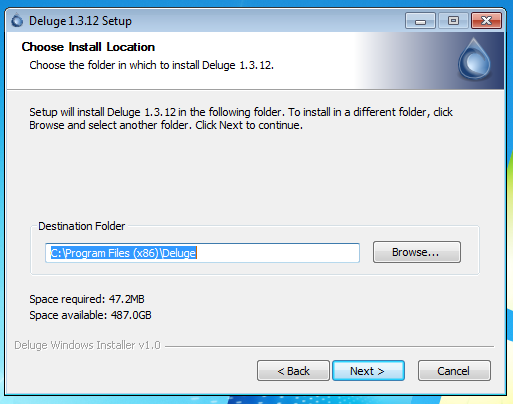 Deluge 1.3.12 Setup
Choose Install Location
Choose the folder in which to install Deluge 1.3.12.
Setup will install Deluge 1.3.12 in the following folder. To install in a different folder, click
Browse and select another folder. Click Next to continue.
Destination Folder
C:\Program Files (x86)\Deluge
Browse...
Space required: 47.2MB
Space available: 487.0GB
Deluge Windows Installer v1.0
< Back
Next >
Cancel